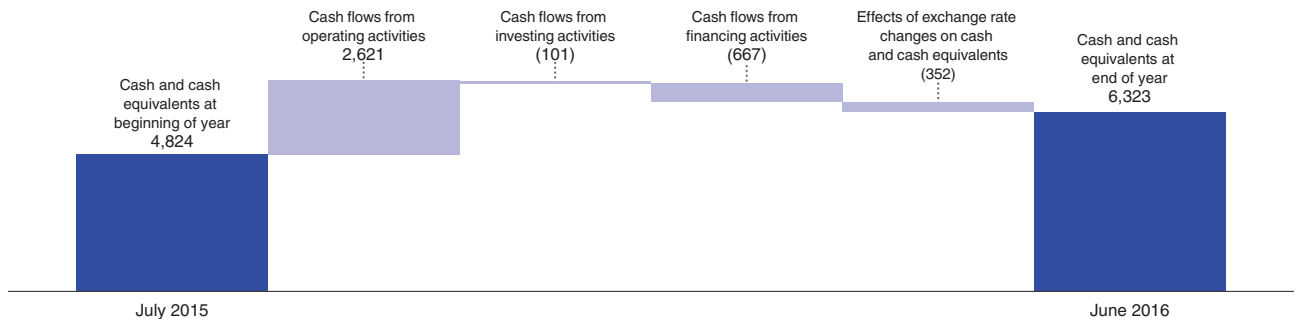 Cash and cash
equivalents at
beginning of year
4,824
Cash flows from
operating activities
2,621
Cash flows from
investing activities
(101)
Cash flows from
financing activities
(667)
Effects of exchange rate
changes on cash
and cash equivalents
(352)
Cash and cash
equivalents at
end of year
6,323
July 2015
June 2016